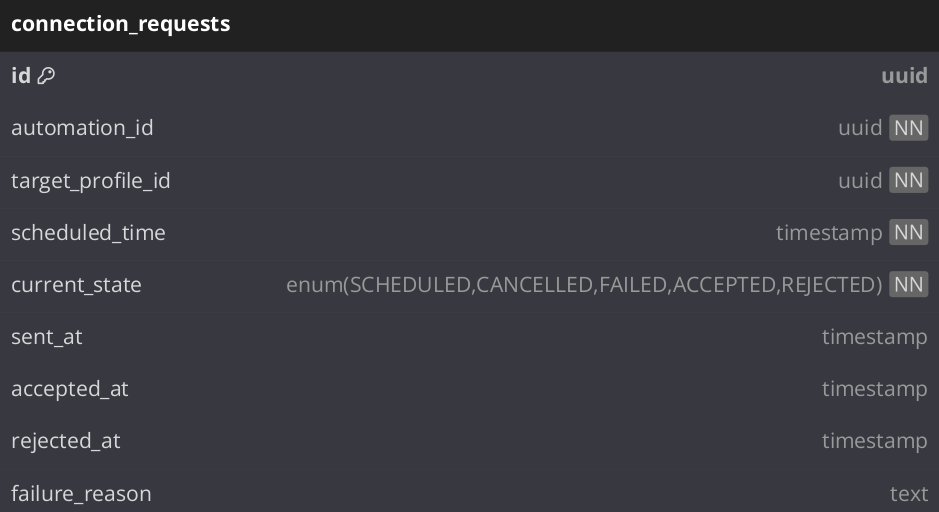 connection_requests
id uuid
automation_id uuid NN
target_profile_id uuid NN
scheduled_time timestamp NN
current_state enum(SCHEDULED,CANCELLED,FAILED,ACCEPTED,REJECTED) NN
sent_at timestamp
accepted_at timestamp
rejected_at timestamp
failure_reason text